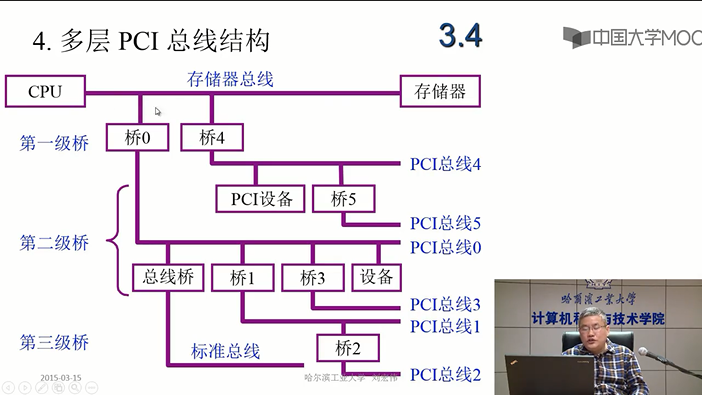 4. 多层 PCI 总线结构
3.4
中国大学MOOC
存储器总线
CPU
存储器
第一级桥
桥0
桥4
PCI总线4
PCI设备
桥5
PCI总线5
第二级桥
PCI总线0
总线桥
桥1
桥3
设备
PCI总线3
PCI总线1
第三级桥
标准总线
桥2
PCI总线2
2015-03-15
哈尔滨工业大学 刘宏伟
哈尔滨工业大学
计算机科与技术学院